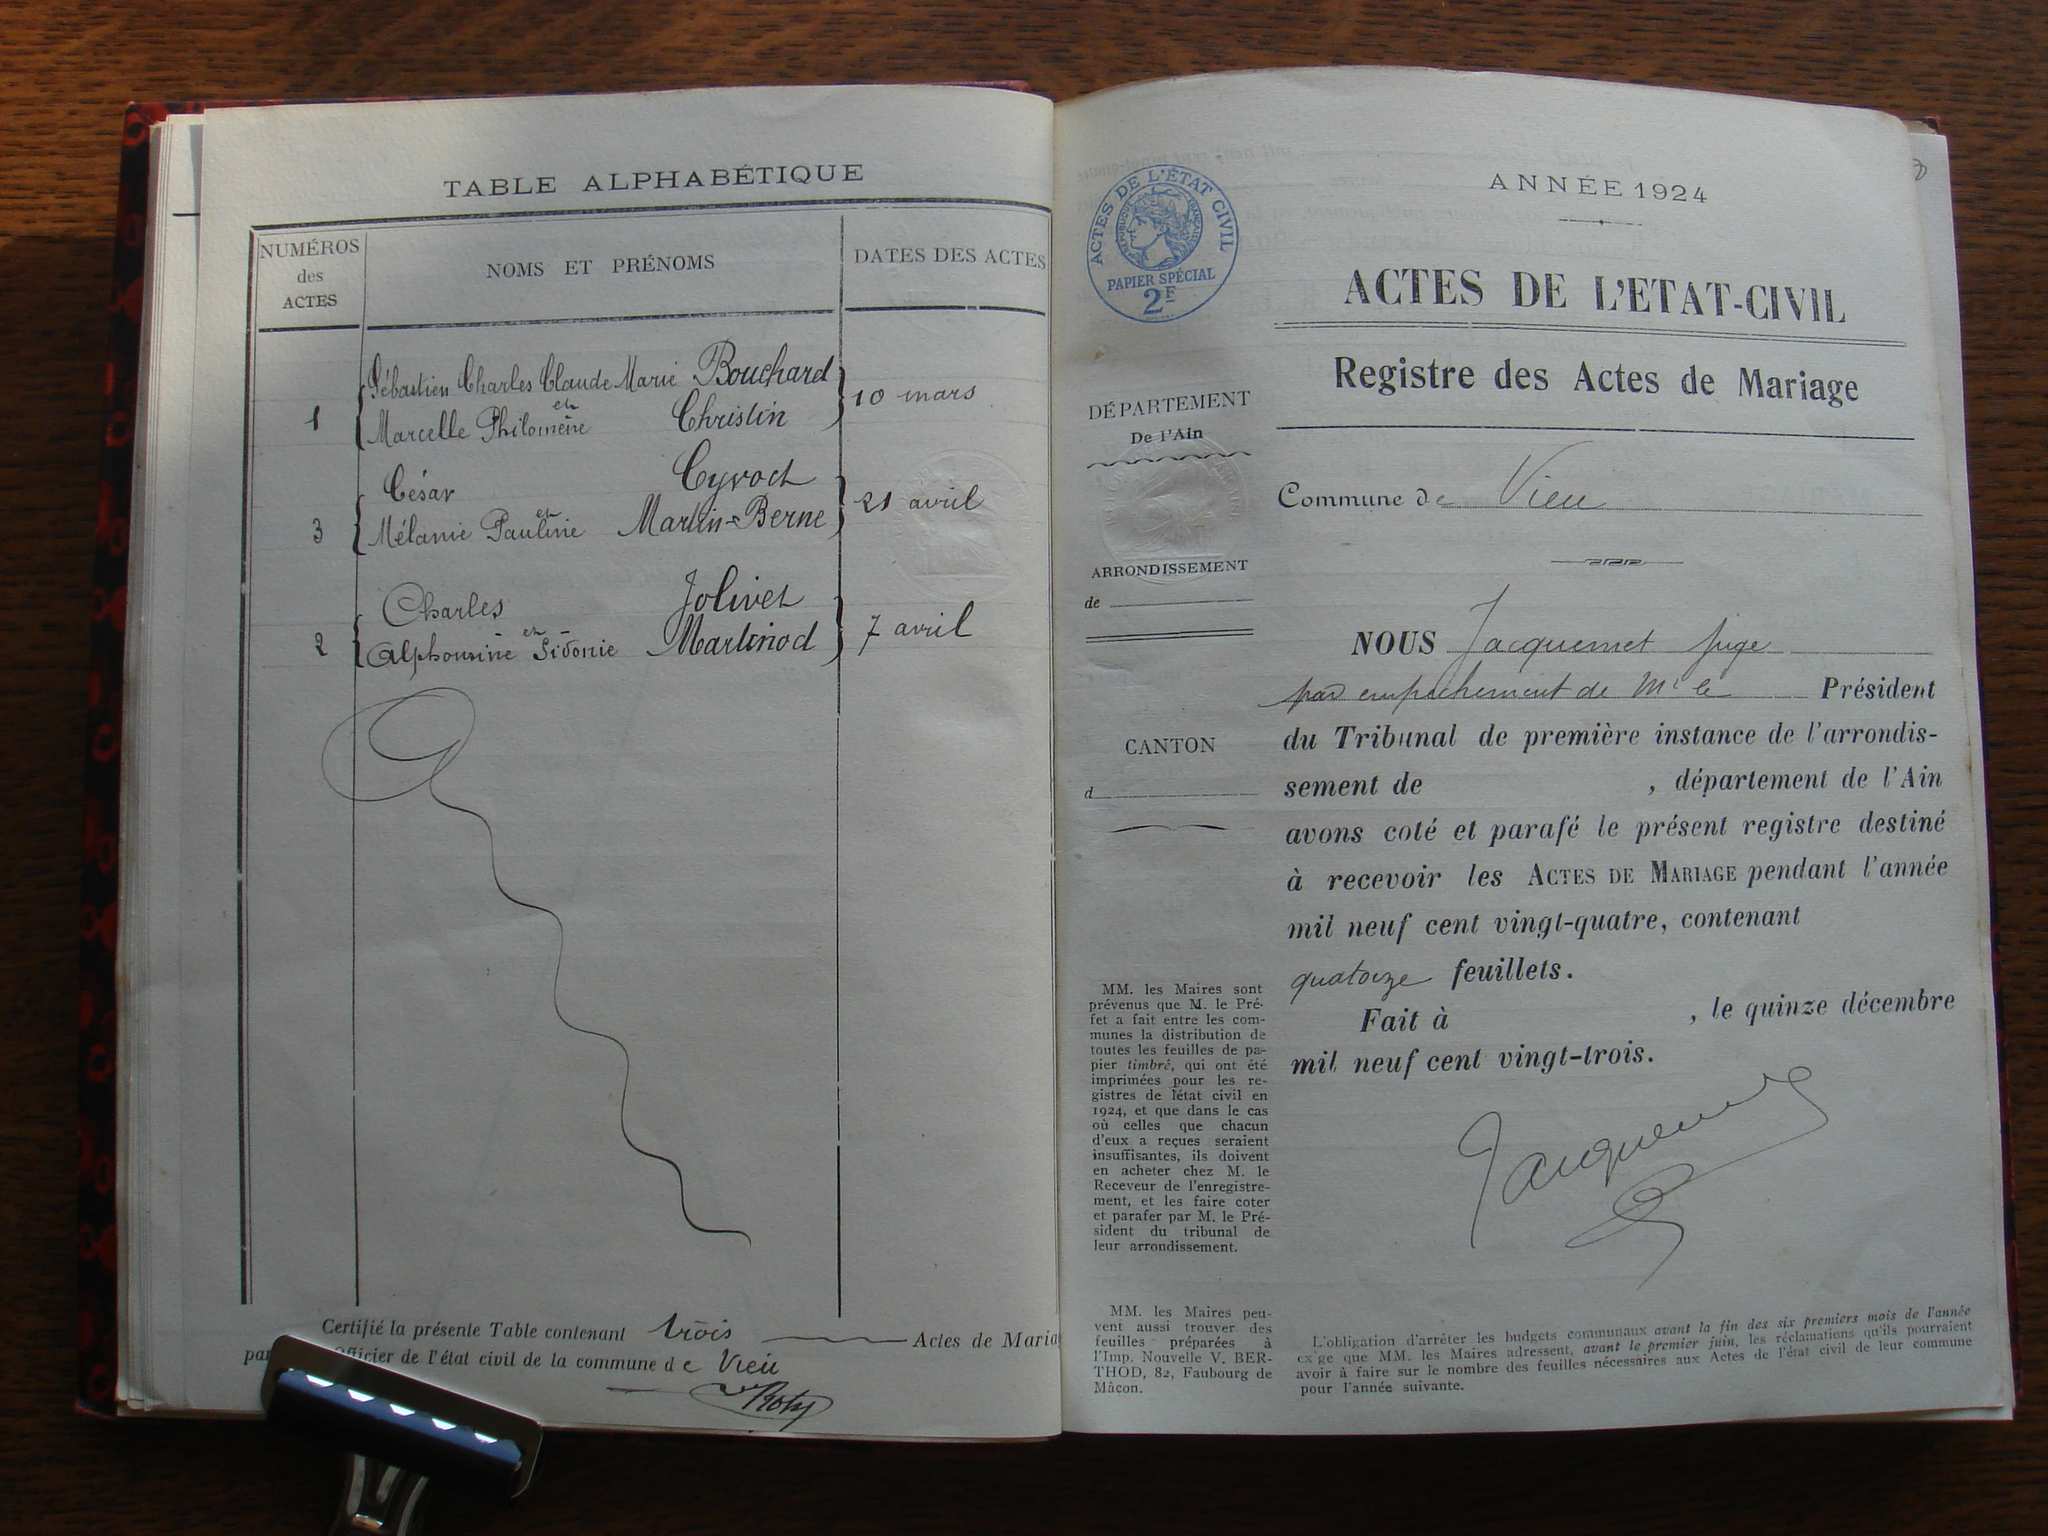 TABLE ALPHABÉTIQUE
NUMÉROS
des
ACTES
NOMS ET PRÉNOMS
DATES DES ACTES
Sébastien Charles Claude Marie Bouchard
et
1 Marcelle Philomène Christin 10 mars
César Cyvoct
et
3 Mélanie Pauline Martin-Berne 21 avril
Charles Jolivet
et
2 Alphonsine Sidonie Martinod 7 avril
Certifié la présente Table contenant trois Actes de Maria
par Officier de l'état civil de la commune de Vieu
ANNÉE 1924
ACTES DE L'ÉTAT CIVIL
RÉPUBLIQUE FRANÇAISE
PAPIER SPÉCIAL
2F
ACTES DE L'ETAT-CIVIL
Registre des Actes de Mariage
DÉPARTEMENT
De l'Ain
Commune de Vieu
ARRONDISSEMENT
de
CANTON
d
NOUS Jacquemet juge
par empêchement de Mr le Président
du Tribunal de première instance de l'arrondis-
sement de , département de l'Ain
avons coté et parafé le présent registre destiné
à recevoir les ACTES DE MARIAGE pendant l'année
mil neuf cent vingt-quatre, contenant
quatorze feuillets.
Fait à , le quinze décembre
mil neuf cent vingt-trois.
Jacquemet
MM. les Maires sont
prévenus que M. le Pré-
fet a fait entre les com-
munes la distribution de
toutes les feuilles de pa-
pier timbré, qui ont été
imprimées pour les re-
gistres de l'état civil en
1924, et que dans le cas
où celles que chacun
d'eux a reçues seraient
insuffisantes, ils doivent
en acheter chez M. le
Receveur de l'enregistre-
ment, et les faire coter
et parafer par M. le Pré-
sident du tribunal de
leur arrondissement.
MM. les Maires peu-
vent aussi trouver des
feuilles préparées à
l'Imp. Nouvelle V. BER-
THOD, 82, Faubourg de
Mâcon.
L'obligation d'arrêter les budgets communaux avant la fin des six premiers mois de l'année
exige que MM. les Maires adressent, avant le premier juin, les réclamations qu'ils pourraient
avoir à faire sur le nombre des feuilles nécessaires aux Actes de l'état civil de leur commune
pour l'année suivante.